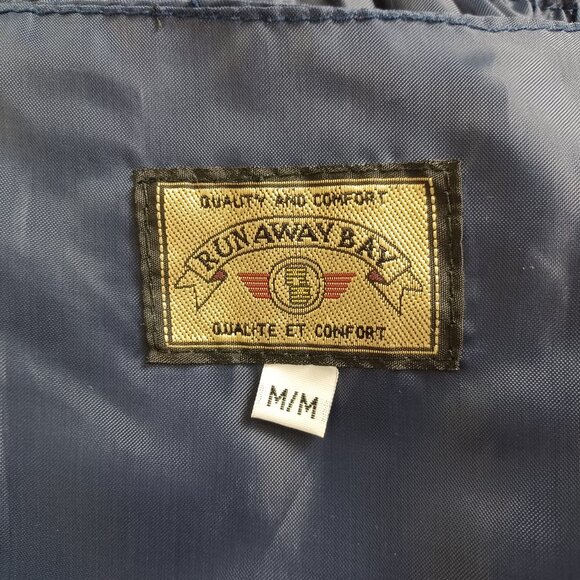 QUALITY AND COMFORT
RUNAWAY BAY
QUALITE ET CONFORT
M/M